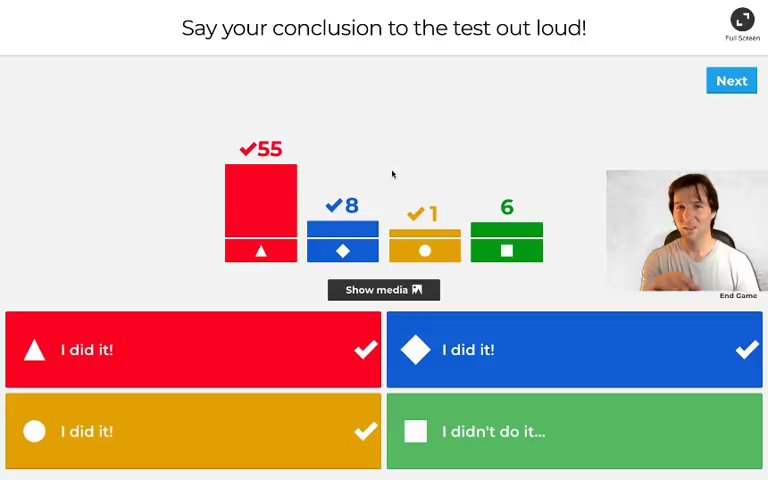 Say your conclusion to the test out loud!
Full Screen
Next
55
8
1
6
Show media
End Game
I did it!
I did it!
I did it!
I didn't do it...